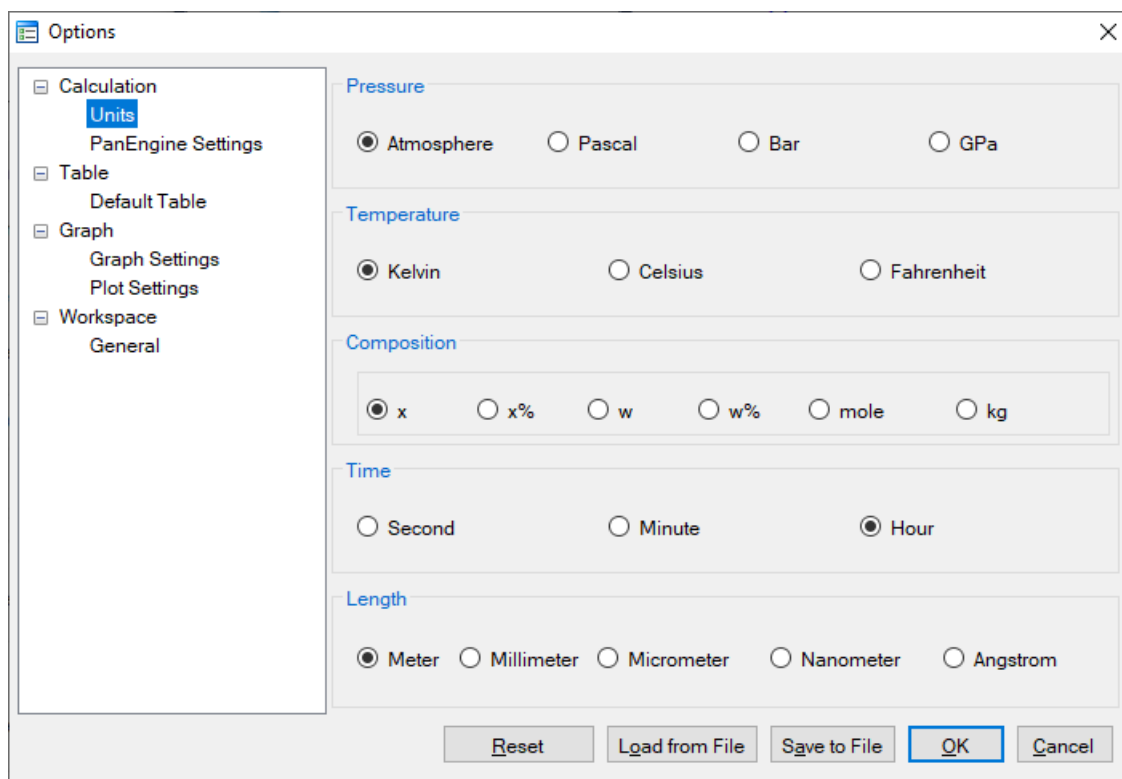 Options
Calculation
Units
PanEngine Settings
Table
Default Table
Graph
Graph Settings
Plot Settings
Workspace
General
Pressure
Atmosphere Pascal Bar GPa
Temperature
Kelvin Celsius Fahrenheit
Composition
x x% w w% mole kg
Time
Second Minute Hour
Length
Meter Millimeter Micrometer Nanometer Angstrom
Reset Load from File Save to File OK Cancel